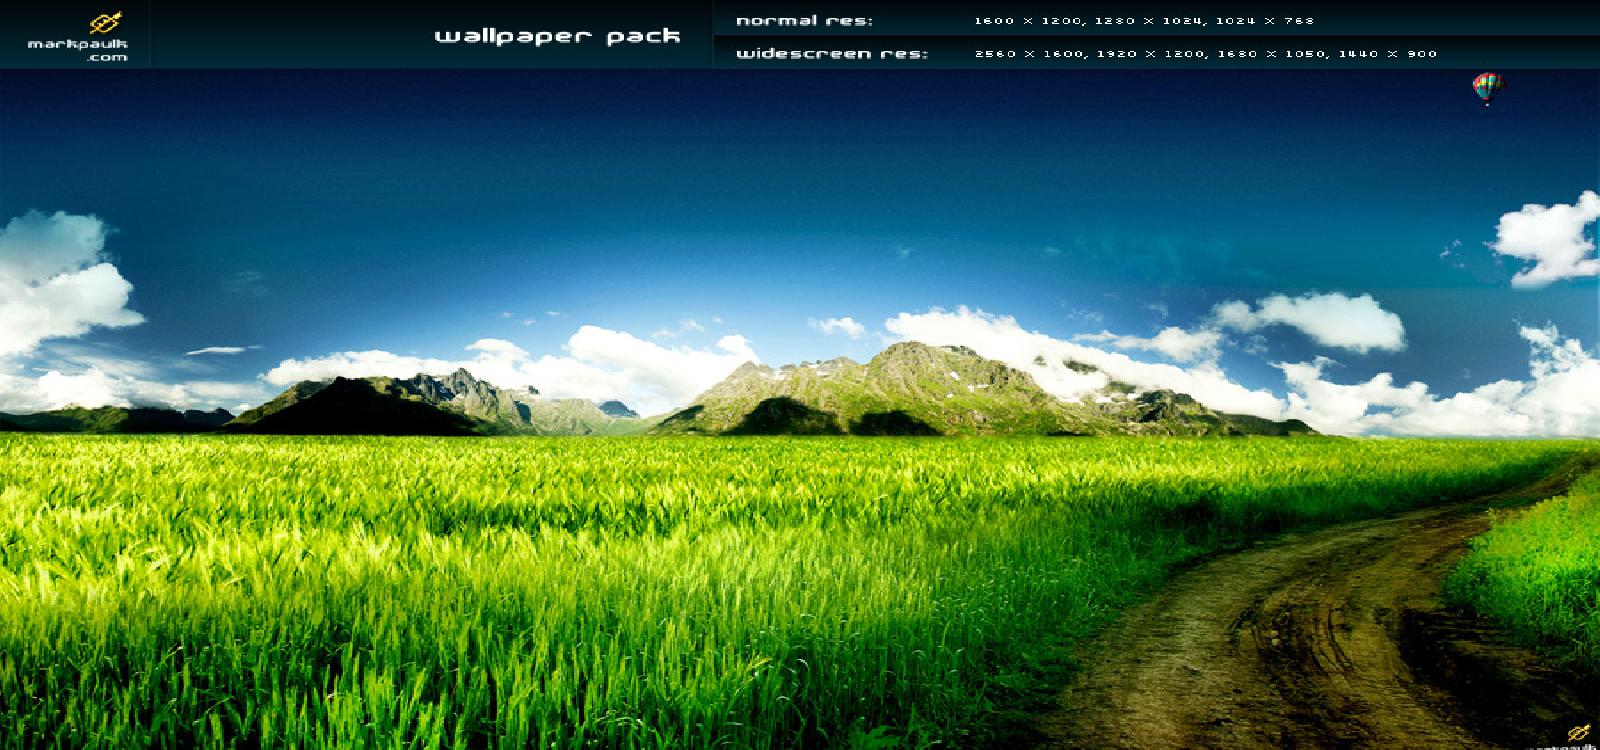 markpaulk
.com
wallpaper pack
normal res: 1600 x 1200, 1280 x 1024, 1024 x 768
widescreen res: 2560 x 1600, 1920 x 1200, 1680 x 1050, 1440 x 900